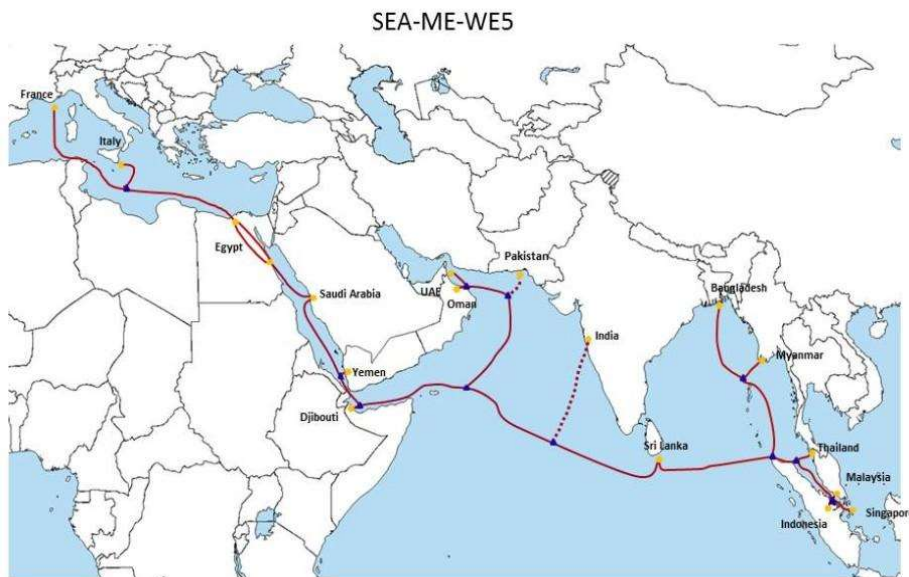 SEA-ME-WE5
France
Italy
Egypt
Saudi Arabia
UAE
Oman
Pakistan
India
Bangladesh
Myanmar
Yemen
Djibouti
Sri Lanka
Thailand
Malaysia
Indonesia
Singapore